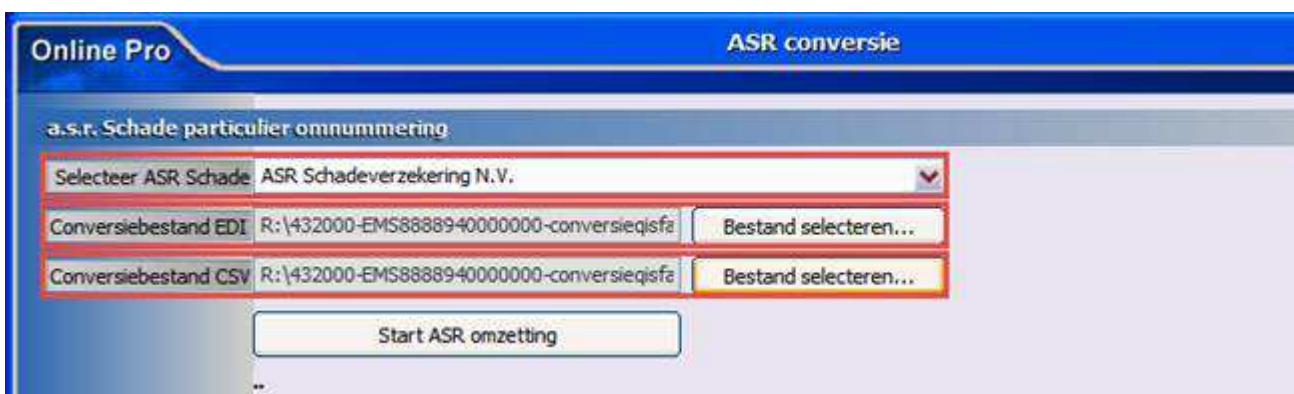 Online Pro
ASR conversie
a.s.r. Schade particulier omnummering
Selecteer ASR Schade ASR Schadeverzekering N.V.
Conversiebestand EDI R:\432000-EMS8888940000000-conversieqisfa Bestand selecteren...
Conversiebestand CSV R:\432000-EMS8888940000000-conversieqisfa Bestand selecteren...
Start ASR omzetting
..